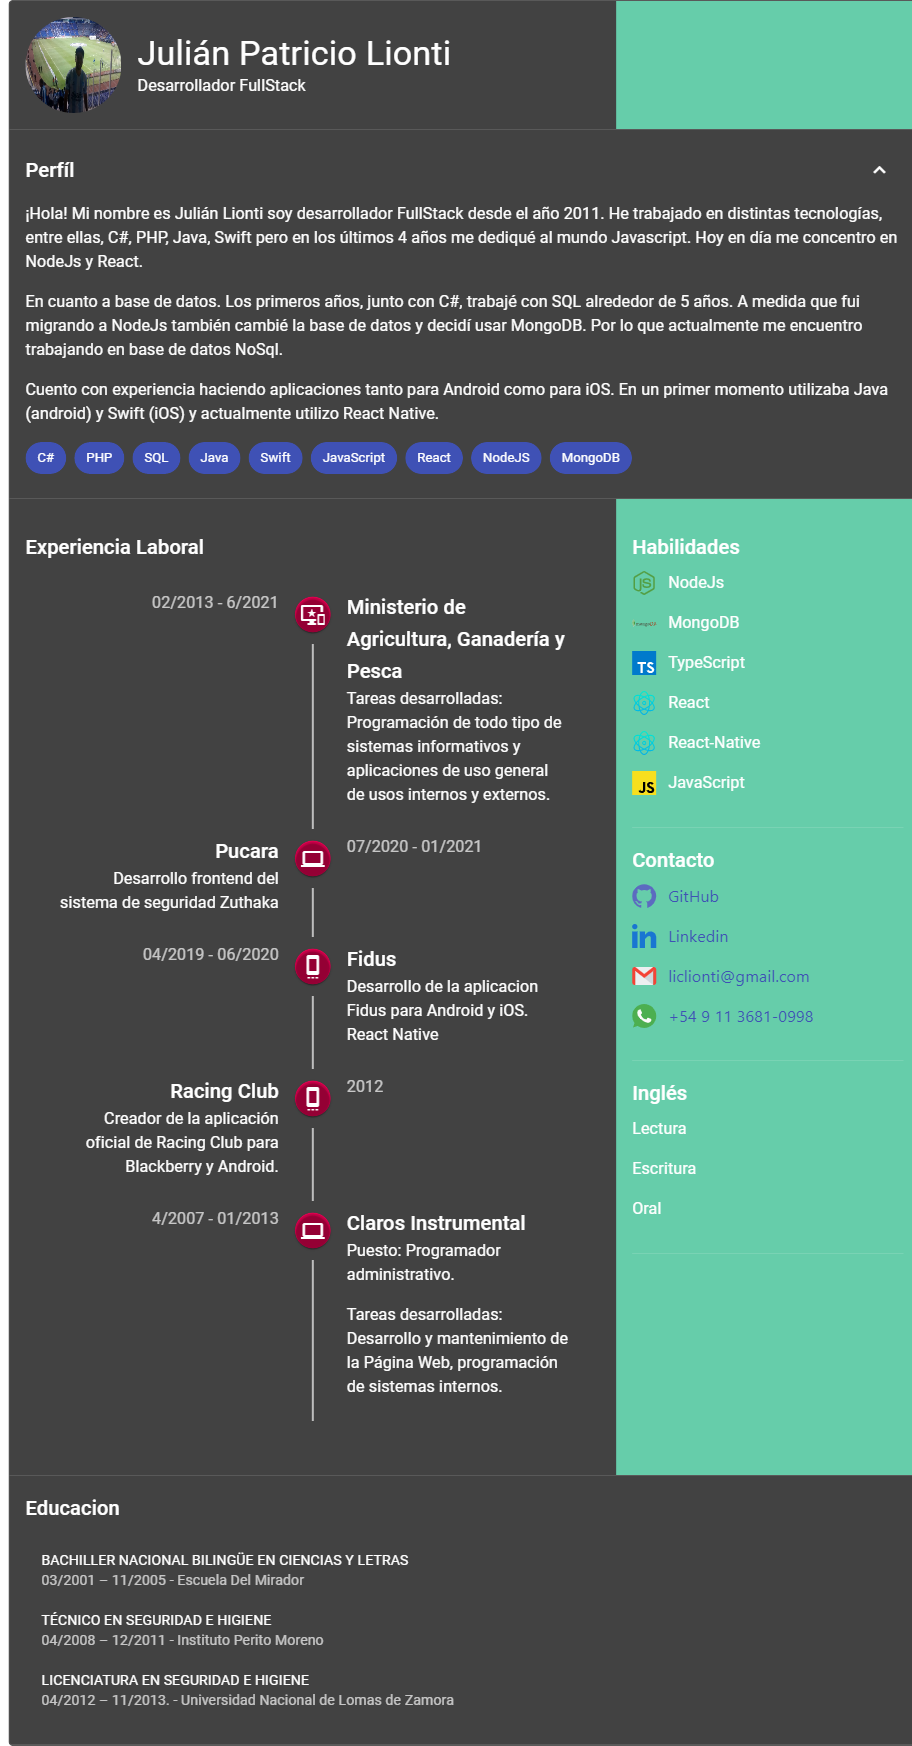 Julián Patricio Lionti
Desarrollador FullStack
Perfíl
¡Hola! Mi nombre es Julián Lionti soy desarrollador FullStack desde el año 2011. He trabajado en distintas tecnologías,
entre ellas, C#, PHP, Java, Swift pero en los últimos 4 años me dediqué al mundo Javascript. Hoy en día me concentro en
NodeJs y React.
En cuanto a base de datos. Los primeros años, junto con C#, trabajé con SQL alrededor de 5 años. A medida que fui
migrando a NodeJs también cambié la base de datos y decidí usar MongoDB. Por lo que actualmente me encuentro
trabajando en base de datos NoSql.
Cuento con experiencia haciendo aplicaciones tanto para Android como para iOS. En un primer momento utilizaba Java
(android) y Swift (iOS) y actualmente utilizo React Native.
C# PHP SQL Java Swift JavaScript React NodeJS MongoDB
Experiencia Laboral
02/2013 - 6/2021
Ministerio de
Agricultura, Ganadería y
Pesca
Tareas desarrolladas:
Programación de todo tipo de
sistemas informativos y
aplicaciones de uso general
de usos internos y externos.
Pucara
Desarrollo frontend del
sistema de seguridad Zuthaka
07/2020 - 01/2021
04/2019 - 06/2020
Fidus
Desarrollo de la aplicacion
Fidus para Android y iOS.
React Native
Racing Club
Creador de la aplicación
oficial de Racing Club para
Blackberry y Android.
2012
4/2007 - 01/2013
Claros Instrumental
Puesto: Programador
administrativo.
Tareas desarrolladas:
Desarrollo y mantenimiento de
la Página Web, programación
de sistemas internos.
Habilidades
JS NodeJs
mongoDB MongoDB
TS TypeScript
React
React-Native
JS JavaScript
Contacto
GitHub
in Linkedin
liclionti@gmail.com
+54 9 11 3681-0998
Inglés
Lectura
Escritura
Oral
Educacion
BACHILLER NACIONAL BILINGÜE EN CIENCIAS Y LETRAS
03/2001 – 11/2005 - Escuela Del Mirador
TÉCNICO EN SEGURIDAD E HIGIENE
04/2008 – 12/2011 - Instituto Perito Moreno
LICENCIATURA EN SEGURIDAD E HIGIENE
04/2012 – 11/2013. - Universidad Nacional de Lomas de Zamora